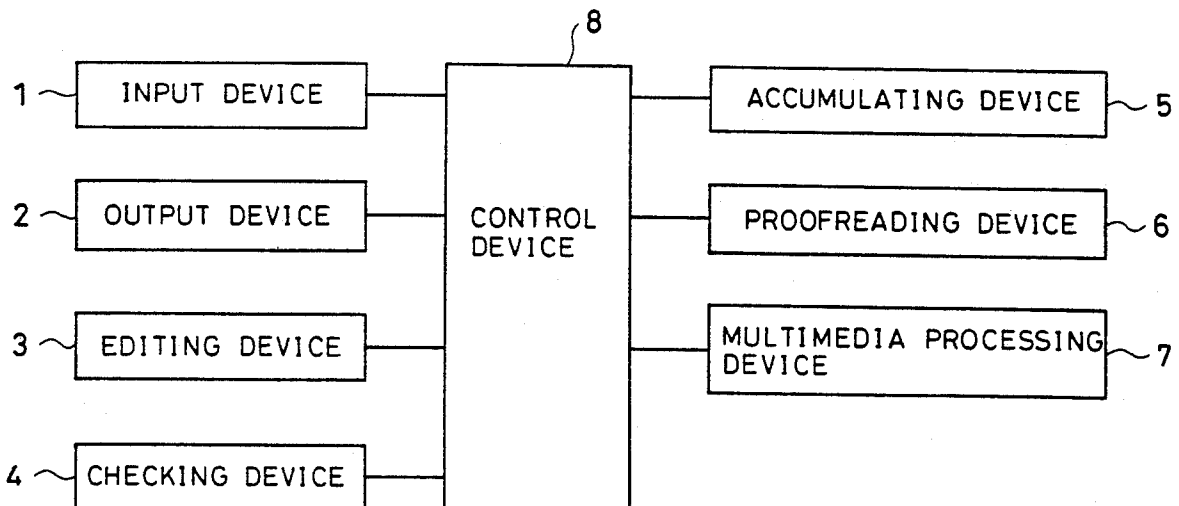 8
1 INPUT DEVICE
2 OUTPUT DEVICE
3 EDITING DEVICE
4 CHECKING DEVICE
CONTROL
DEVICE
ACCUMULATING DEVICE 5
PROOFREADING DEVICE 6
MULTIMEDIA PROCESSING
DEVICE 7